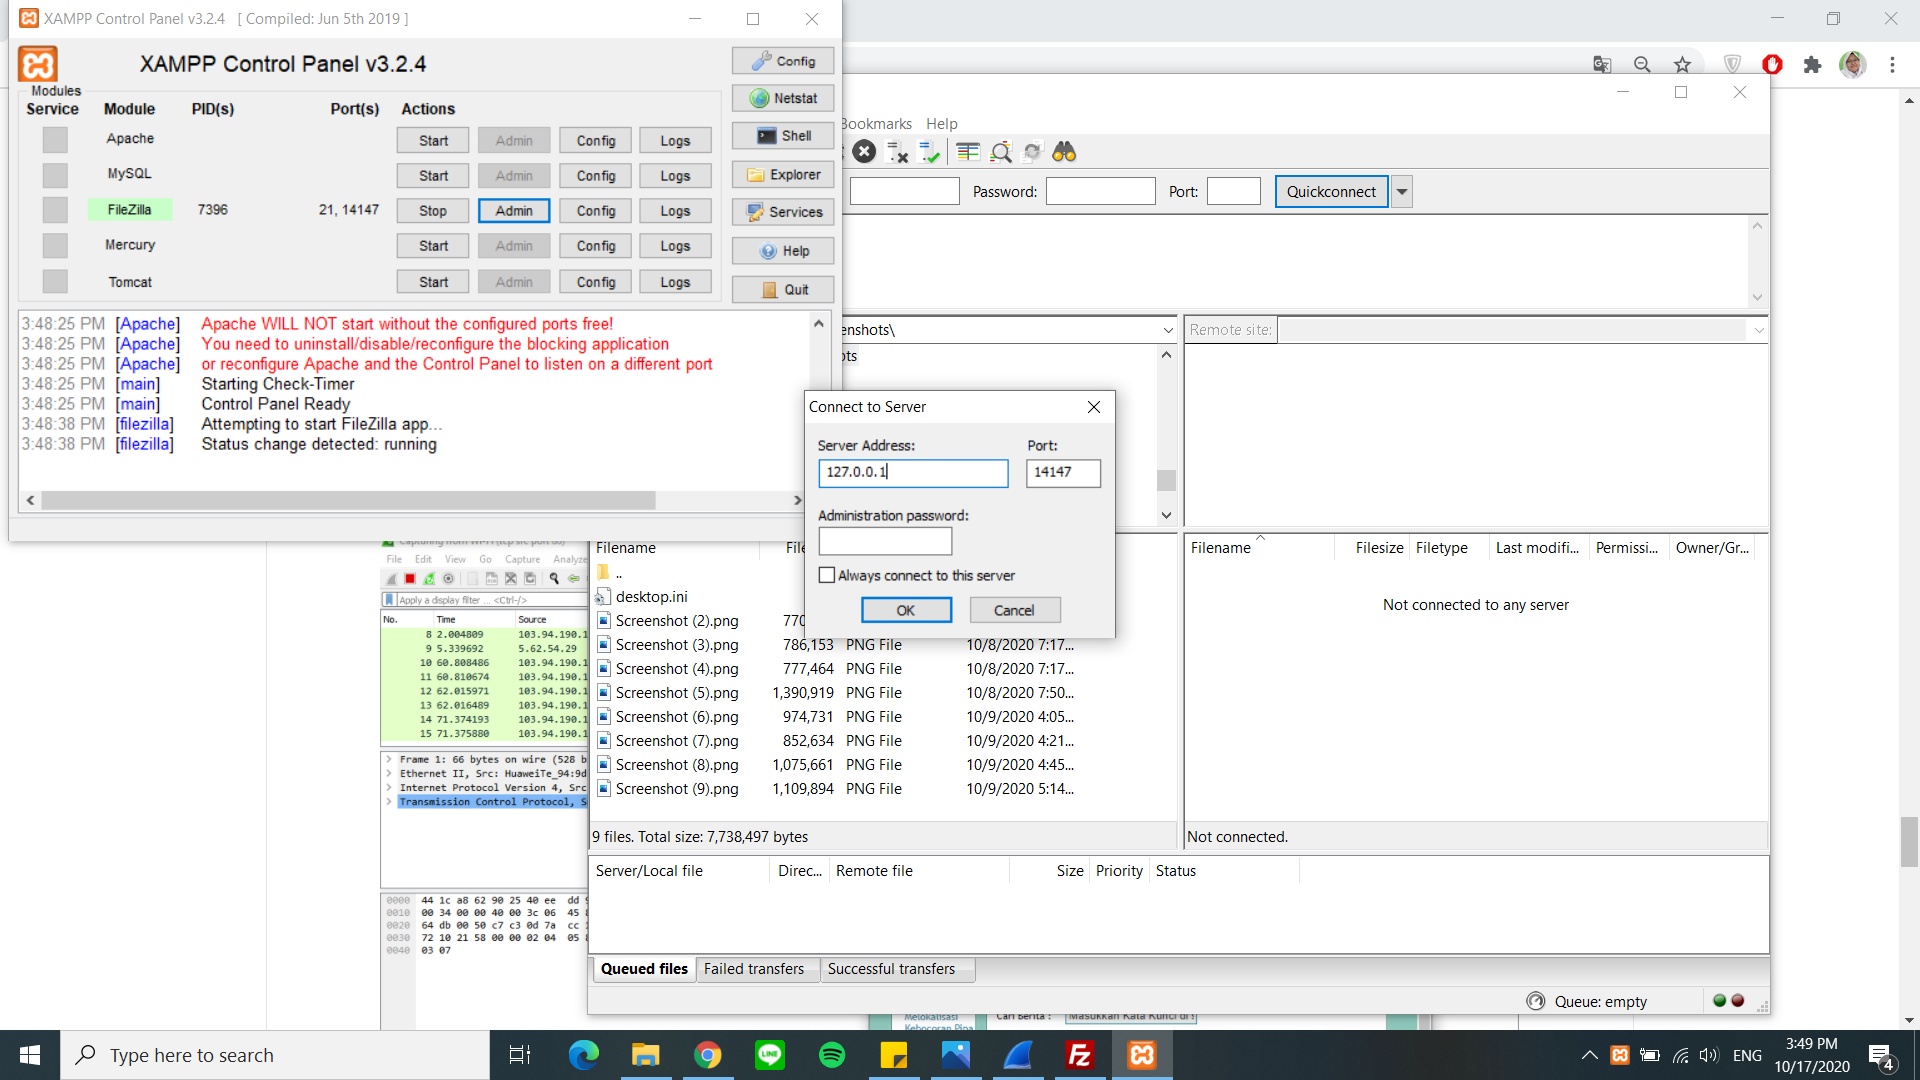 XAMPP Control Panel v3.2.4 [ Compiled: Jun 5th 2019 ]
XAMPP Control Panel v3.2.4
Modules
Service Module PID(s) Port(s) Actions
Apache Start Admin Config Logs
MySQL Start Admin Config Logs
FileZilla 7396 21, 14147 Stop Admin Config Logs
Mercury Start Admin Config Logs
Tomcat Start Admin Config Logs
Config
Netstat
Shell
Explorer
Services
Help
Quit
3:48:25 PM [Apache] Apache WILL NOT start without the configured ports free!
3:48:25 PM [Apache] You need to uninstall/disable/reconfigure the blocking application
3:48:25 PM [Apache] or reconfigure Apache and the Control Panel to listen on a different port
3:48:25 PM [main] Starting Check-Timer
3:48:25 PM [main] Control Panel Ready
3:48:38 PM [filezilla] Attempting to start FileZilla app...
3:48:38 PM [filezilla] Status change detected: running
Bookmarks Help
Password: Port: Quickconnect
enshots\
Remote site:
Connect to Server
Server Address: Port:
127.0.0.1 14147
Administration password:
Always connect to this server
OK Cancel
File Edit View Go Capture Analyze
Apply a display filter ... <Ctrl-/>
No. Time Source
8 2.004809 103.94.190.1
9 5.339692 5.62.54.29
10 60.808486 103.94.190.1
11 60.810674 103.94.190.1
12 62.015971 103.94.190.1
13 62.016489 103.94.190.1
14 71.374193 103.94.190.1
15 71.375880 103.94.190.1
Frame 1: 66 bytes on wire (528 b
Ethernet II, Src: HuaweiTe_94:9d
Internet Protocol Version 4, Src
Transmission Control Protocol, S
0000 44 1c a8 62 90 25 40 ee dd
0010 00 34 00 00 40 00 3c 06 45
0020 64 db 00 50 c7 c3 0d 7a cc
0030 72 10 21 58 00 00 02 04 05
0040 03 07
Filename
..
desktop.ini
Screenshot (2).png 770
Screenshot (3).png 786,153 PNG File 10/8/2020 7:17...
Screenshot (4).png 777,464 PNG File 10/8/2020 7:17...
Screenshot (5).png 1,390,919 PNG File 10/8/2020 7:50...
Screenshot (6).png 974,731 PNG File 10/9/2020 4:05...
Screenshot (7).png 852,634 PNG File 10/9/2020 4:21...
Screenshot (8).png 1,075,661 PNG File 10/9/2020 4:45...
Screenshot (9).png 1,109,894 PNG File 10/9/2020 5:14...
9 files. Total size: 7,738,497 bytes
Filename Filesize Filetype Last modifi... Permissi... Owner/Gr...
Not connected to any server
Not connected.
Server/Local file Direc... Remote file Size Priority Status
Queued files Failed transfers Successful transfers
Queue: empty
Melokalisasi
Kebocoran Pipa
Cari Berita :
Masukkan Kata Kunci di
Type here to search
LINE
ENG
3:49 PM
10/17/2020
4